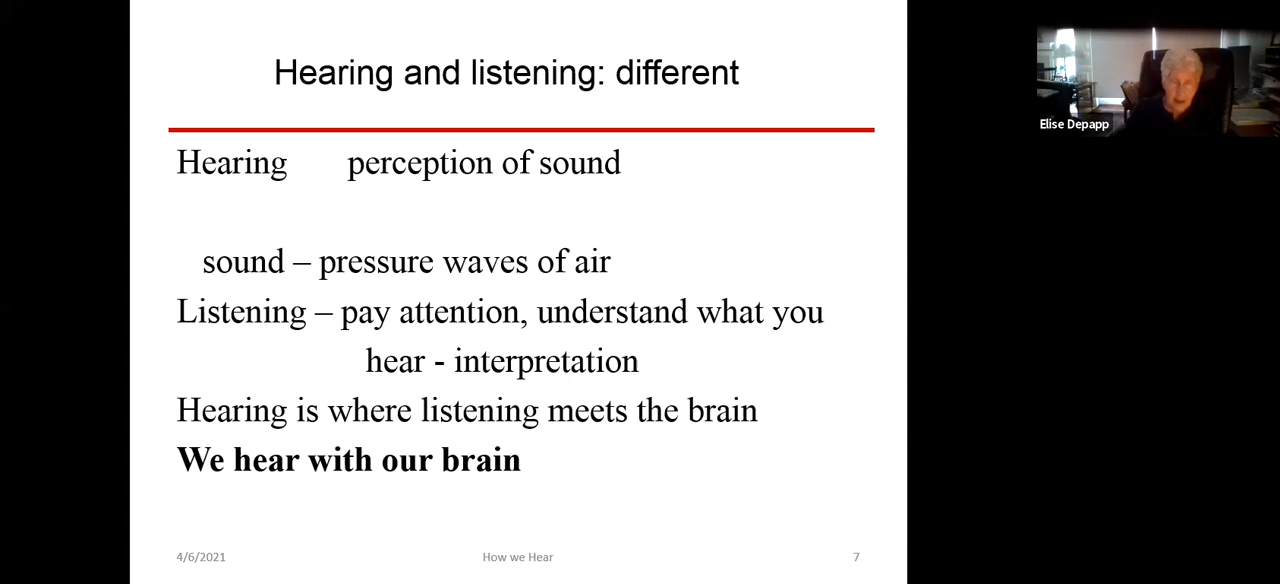 Hearing and listening: different
Hearing perception of sound
sound – pressure waves of air
Listening – pay attention, understand what you
hear - interpretation
Hearing is where listening meets the brain
We hear with our brain
4/6/2021 How we Hear 7
Elise Depapp